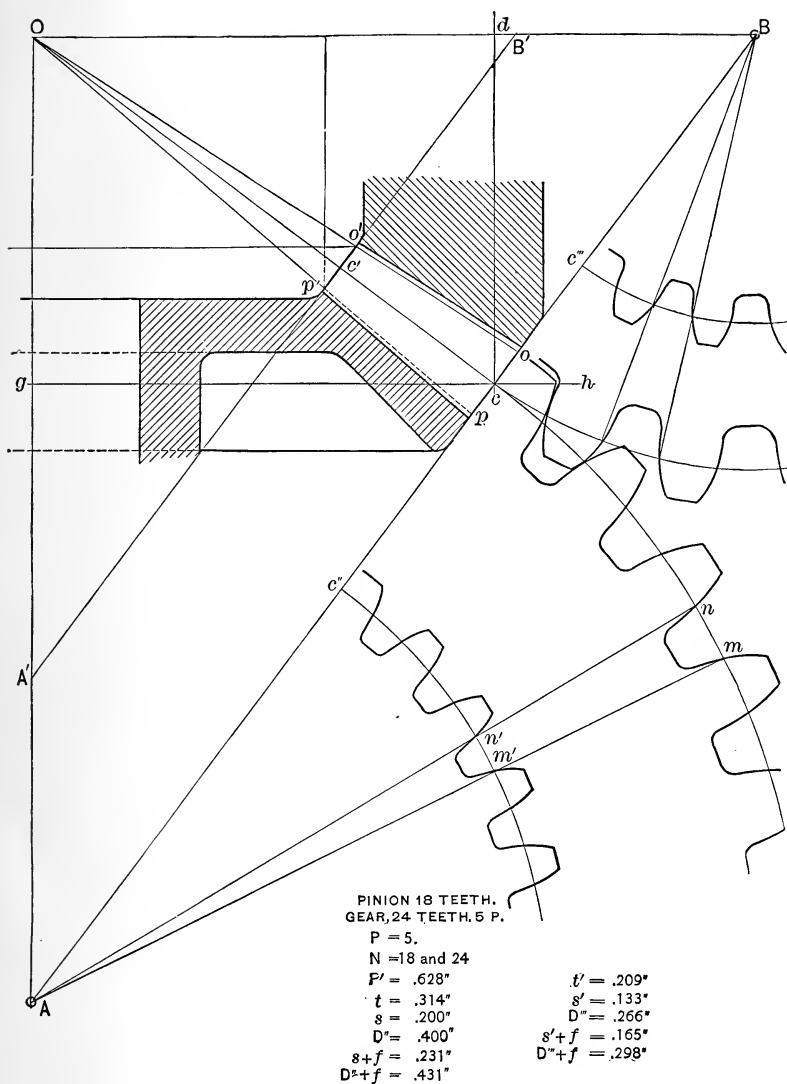 O
d
B'
B
o'
c'
p'
c'''
o
g
c
h
p
c''
n
m
A'
n'
m'
A
PINION 18 TEETH.
GEAR, 24 TEETH. 5 P.
P = 5.
N = 18 and 24
P' = .628"
t = .314"
s = .200"
D" = .400"
s+f = .231"
D"+f = .431"
t' = .209"
s' = .133"
D''' = .266"
s'+f = .165"
D'''+f = .298"